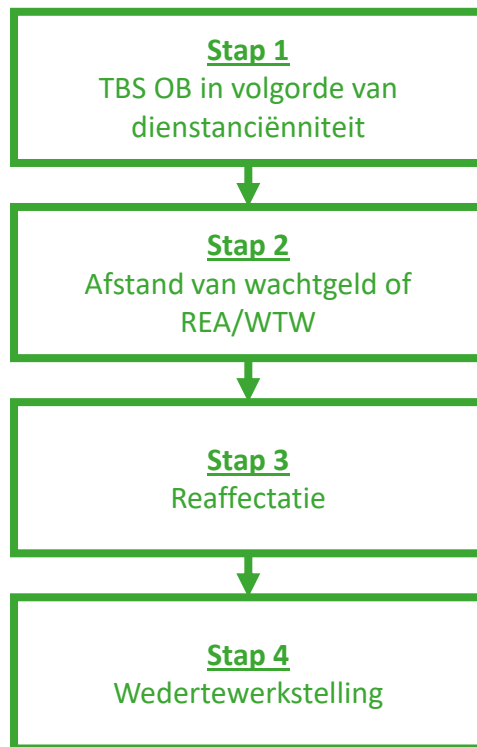 Stap 1
TBS OB in volgorde van
dienstanciënniteit
Stap 2
Afstand van wachtgeld of
REA/WTW
Stap 3
Reaffectatie
Stap 4
Wedertewerkstelling